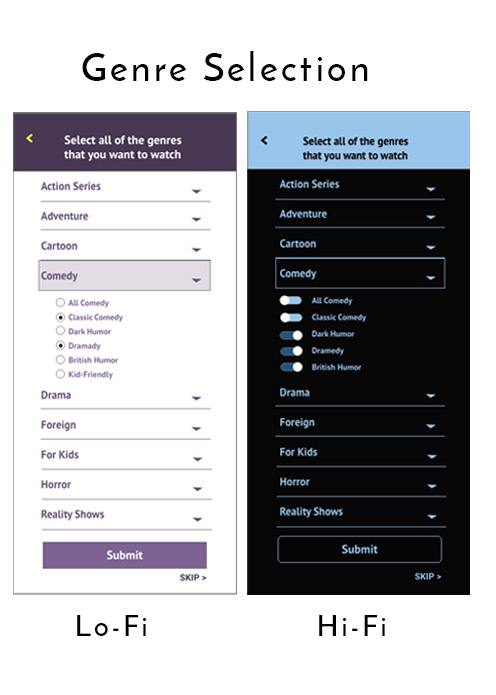 Genre Selection
Select all of the genres
that you want to watch
Action Series
Adventure
Cartoon
Comedy
All Comedy
Classic Comedy
Dark Humor
Dramady
British Humor
Kid-Friendly
Drama
Foreign
For Kids
Horror
Reality Shows
Submit
SKIP >
Lo-Fi
Select all of the genres
that you want to watch
Action Series
Adventure
Cartoon
Comedy
All Comedy
Classic Comedy
Dark Humor
Dramedy
British Humor
Drama
Foreign
For Kids
Horror
Reality Shows
Submit
SKIP >
Hi-Fi